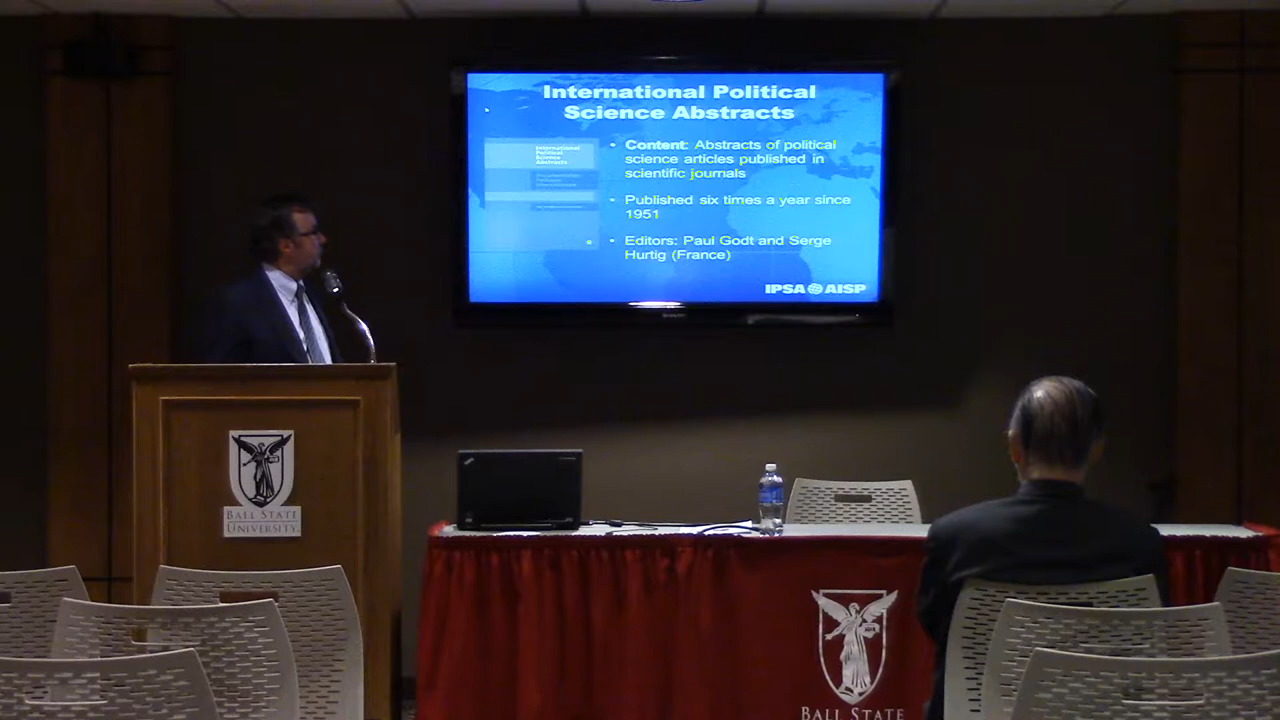 International Political
Science Abstracts
International
Political
Science
Abstracts
• Content: Abstracts of political
science articles published in
scientific journals
• Published six times a year since
1951
• Editors: Paul Godt and Serge
Hurtig (France)
IPSA AISP
BALL STATE
UNIVERSITY
BALL STATE